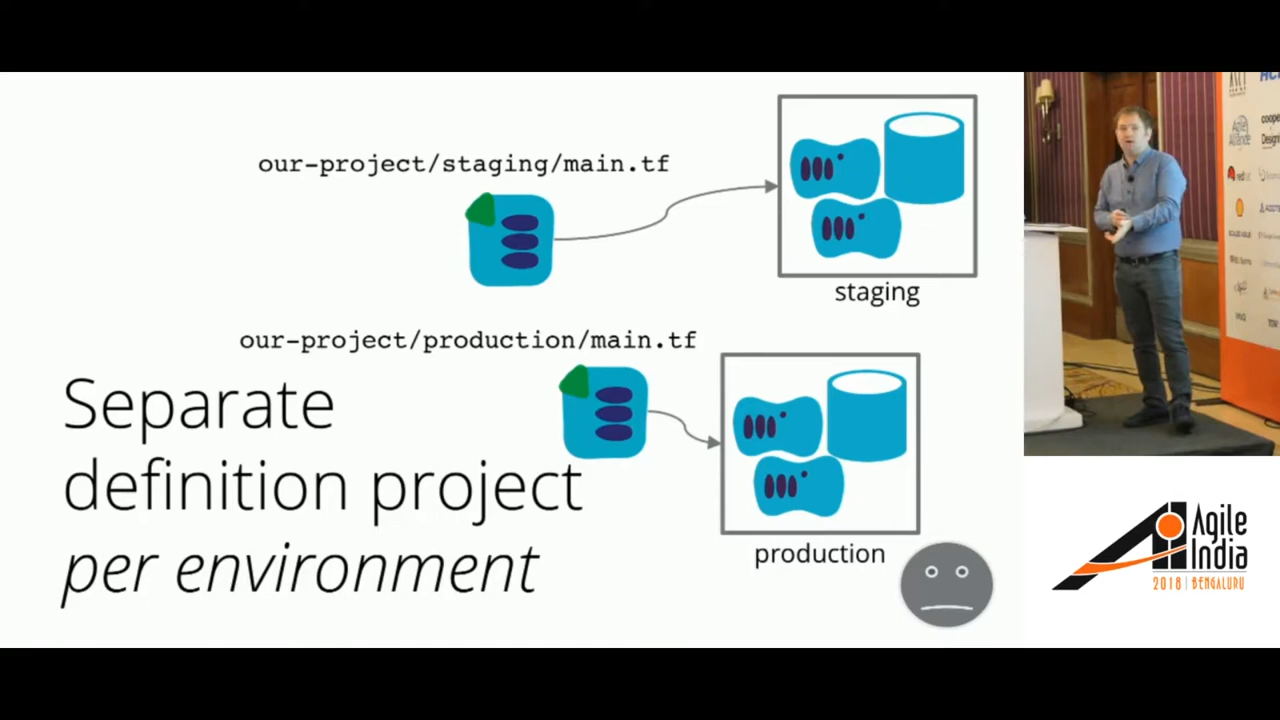 our-project/staging/main.tf
staging
our-project/production/main.tf
production
Separate
definition project
per environment
Agile
India
2018 | BENGALURU
redhat